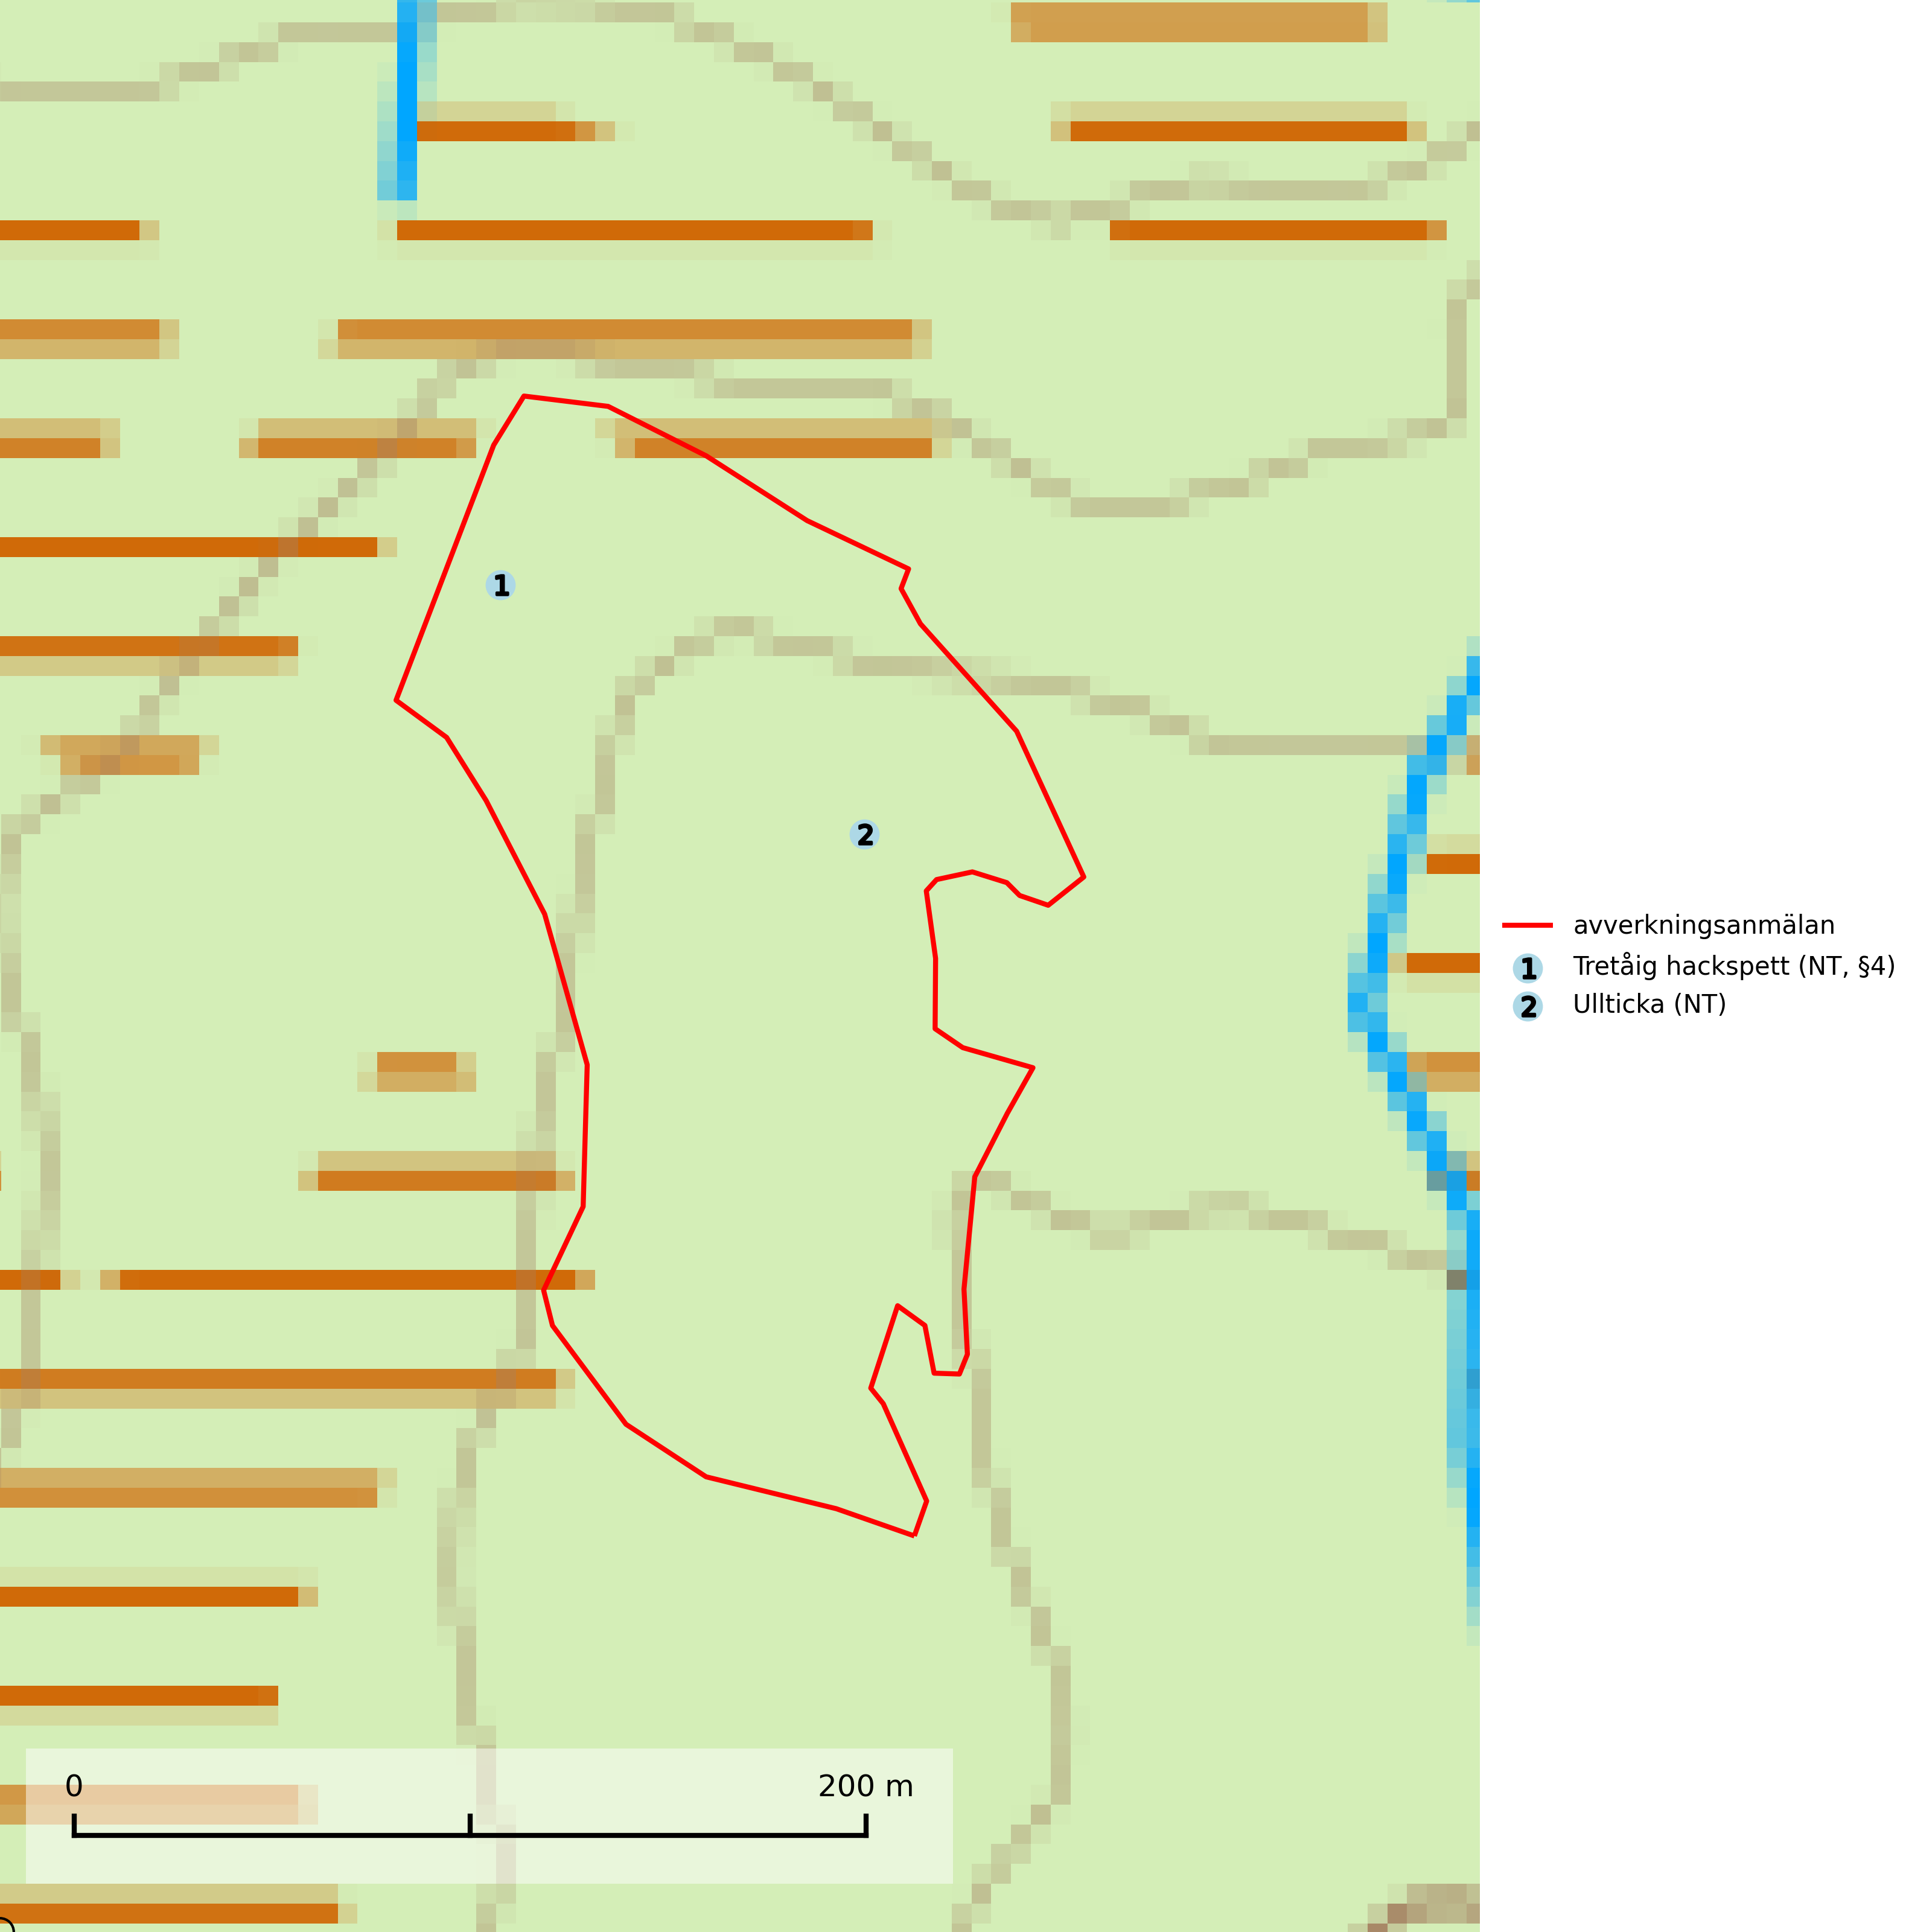 1
2
avverkningsanmälan
1 Tretåig hackspett (NT, §4)
2 Ullticka (NT)
0 200 m